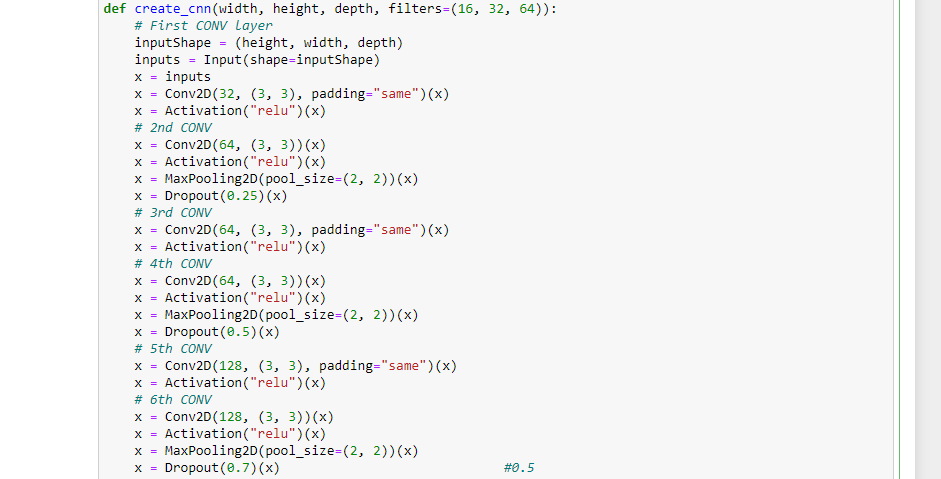 def create_cnn(width, height, depth, filters=(16, 32, 64)):
    # First CONV layer
    inputShape = (height, width, depth)
    inputs = Input(shape=inputShape)
    x = inputs
    x = Conv2D(32, (3, 3), padding="same")(x)
    x = Activation("relu")(x)
    # 2nd CONV
    x = Conv2D(64, (3, 3))(x)
    x = Activation("relu")(x)
    x = MaxPooling2D(pool_size=(2, 2))(x)
    x = Dropout(0.25)(x)
    # 3rd CONV
    x = Conv2D(64, (3, 3), padding="same")(x)
    x = Activation("relu")(x)
    # 4th CONV
    x = Conv2D(64, (3, 3))(x)
    x = Activation("relu")(x)
    x = MaxPooling2D(pool_size=(2, 2))(x)
    x = Dropout(0.5)(x)
    # 5th CONV
    x = Conv2D(128, (3, 3), padding="same")(x)
    x = Activation("relu")(x)
    # 6th CONV
    x = Conv2D(128, (3, 3))(x)
    x = Activation("relu")(x)
    x = MaxPooling2D(pool_size=(2, 2))(x)
    x = Dropout(0.7)(x)                             #0.5